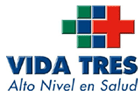 VIDA TRES
Alto Nivel en Salud